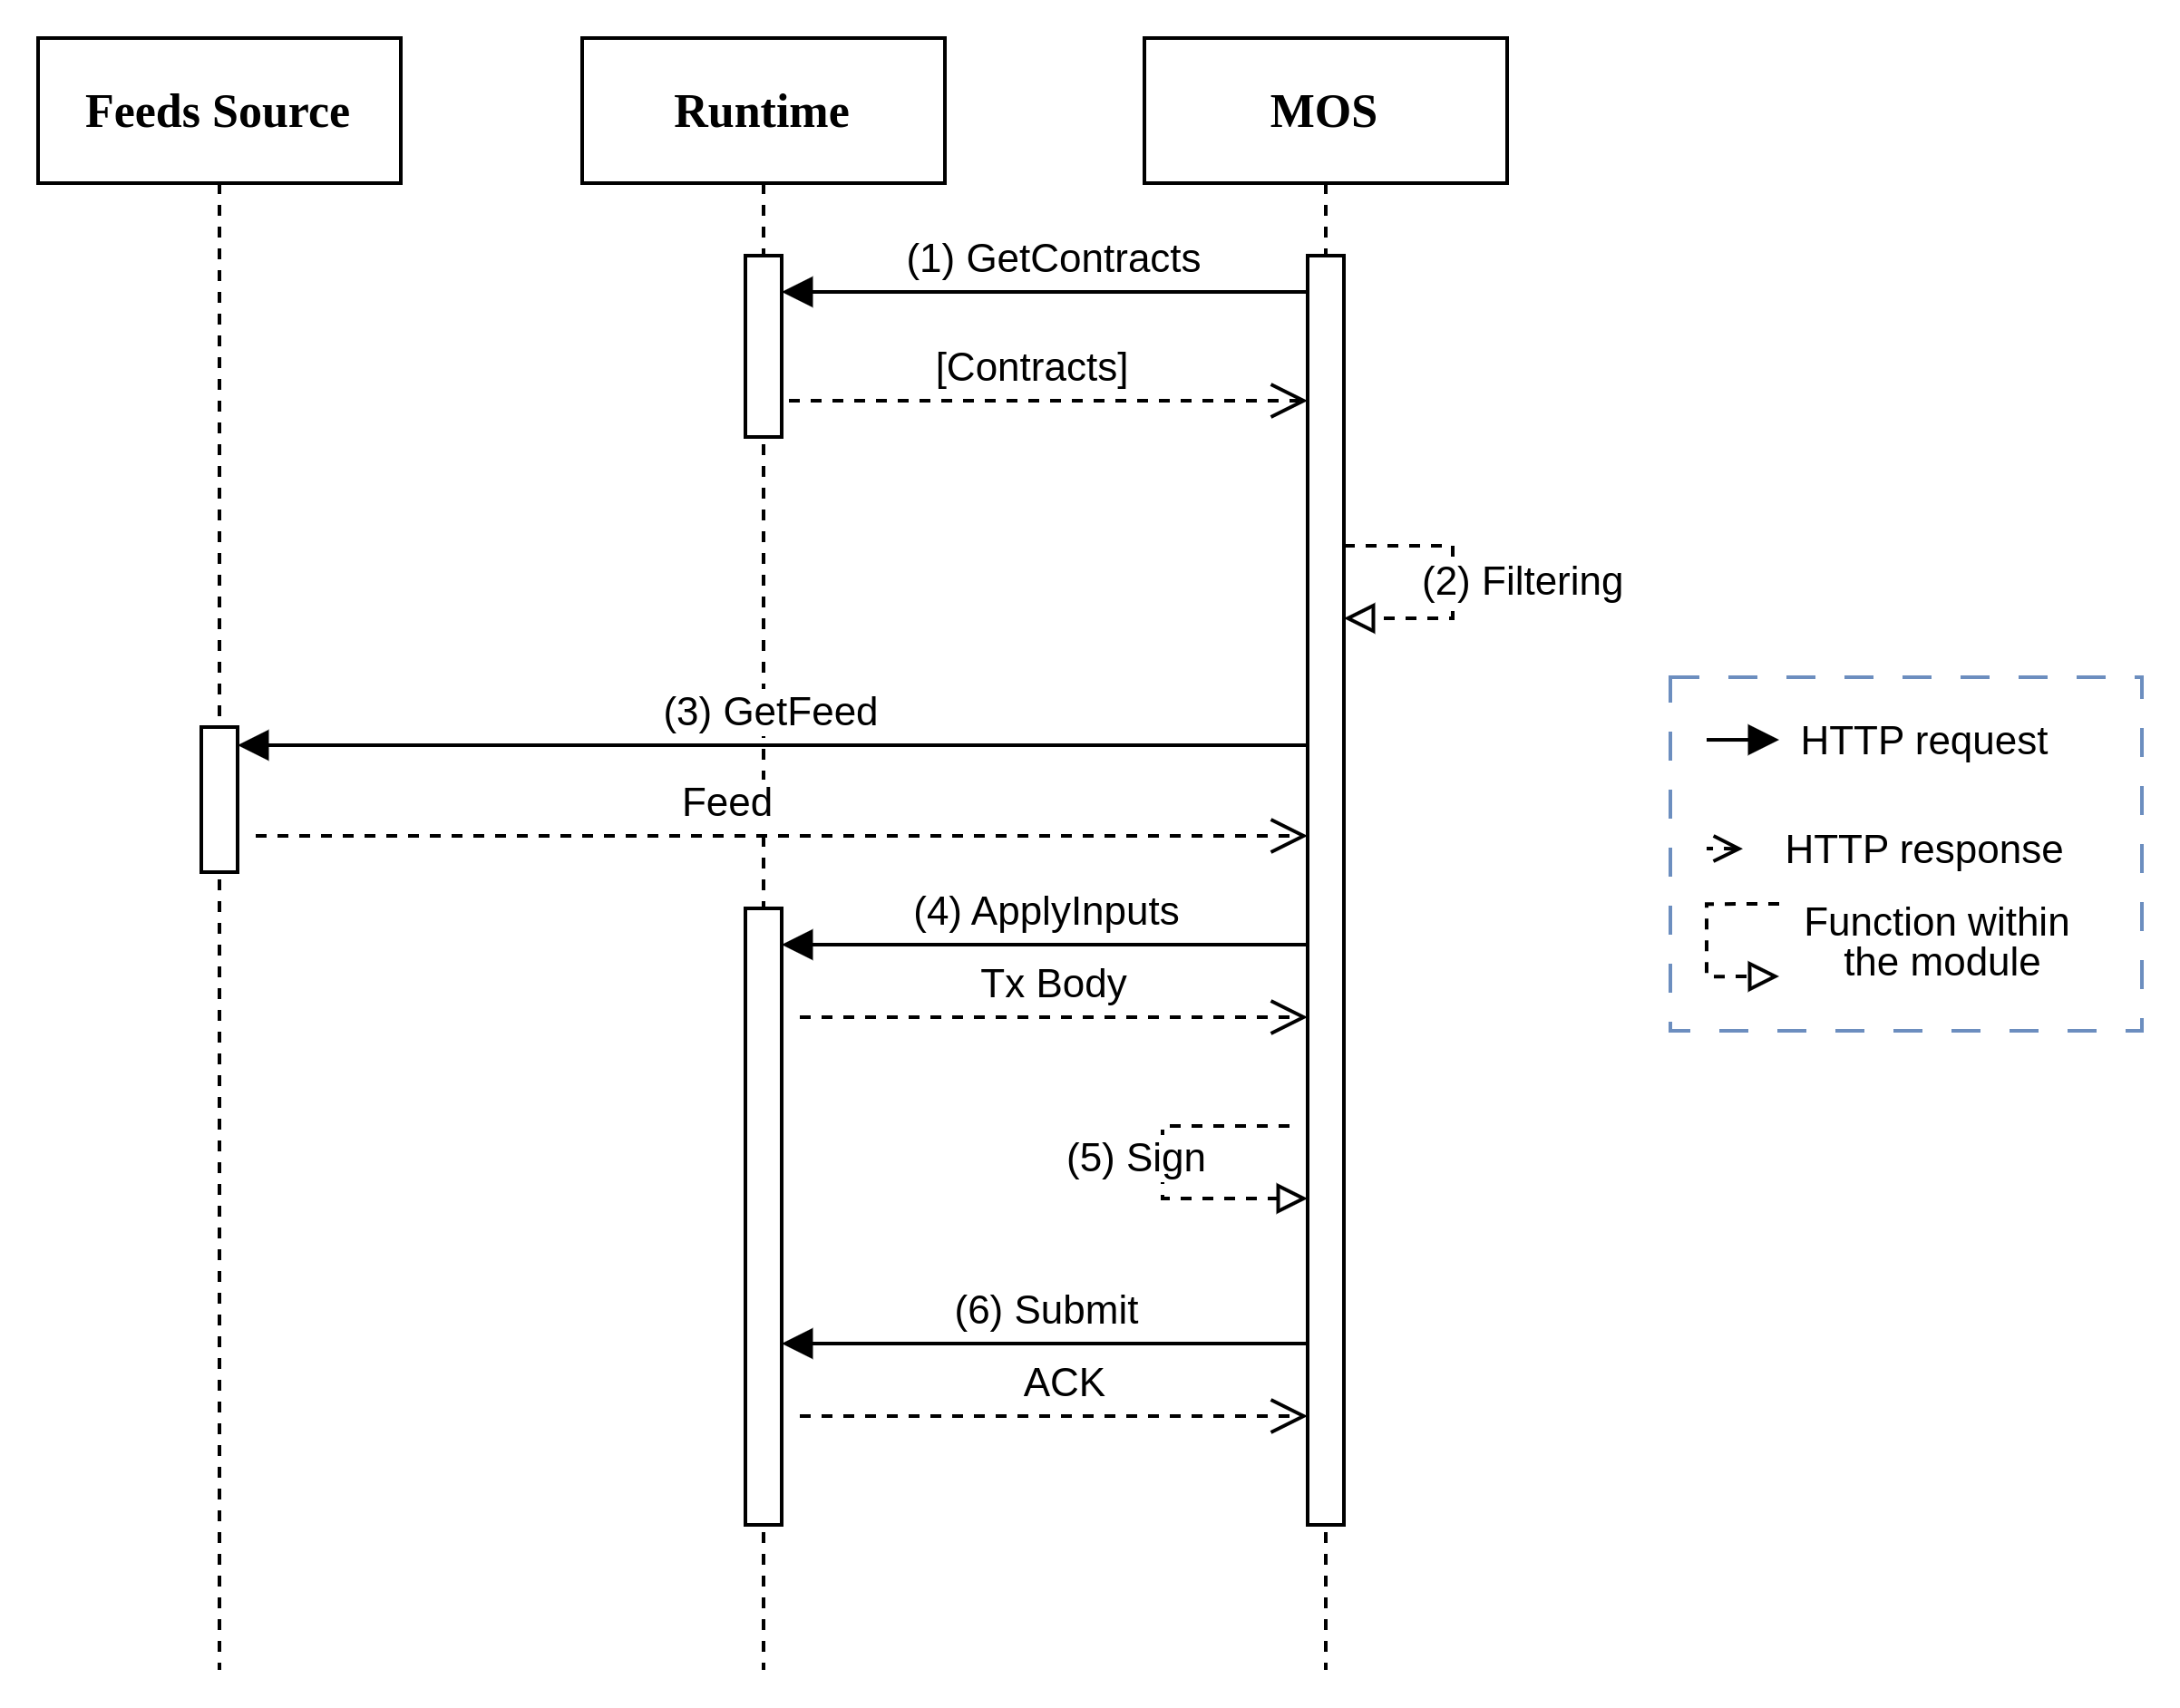 Feeds Source
Runtime
MOS
(1) GetContracts
[Contracts]
(2) Filtering
(3) GetFeed
Feed
(4) ApplyInputs
Tx Body
(5) Sign
(6) Submit
ACK
HTTP request
HTTP response
Function within
the module